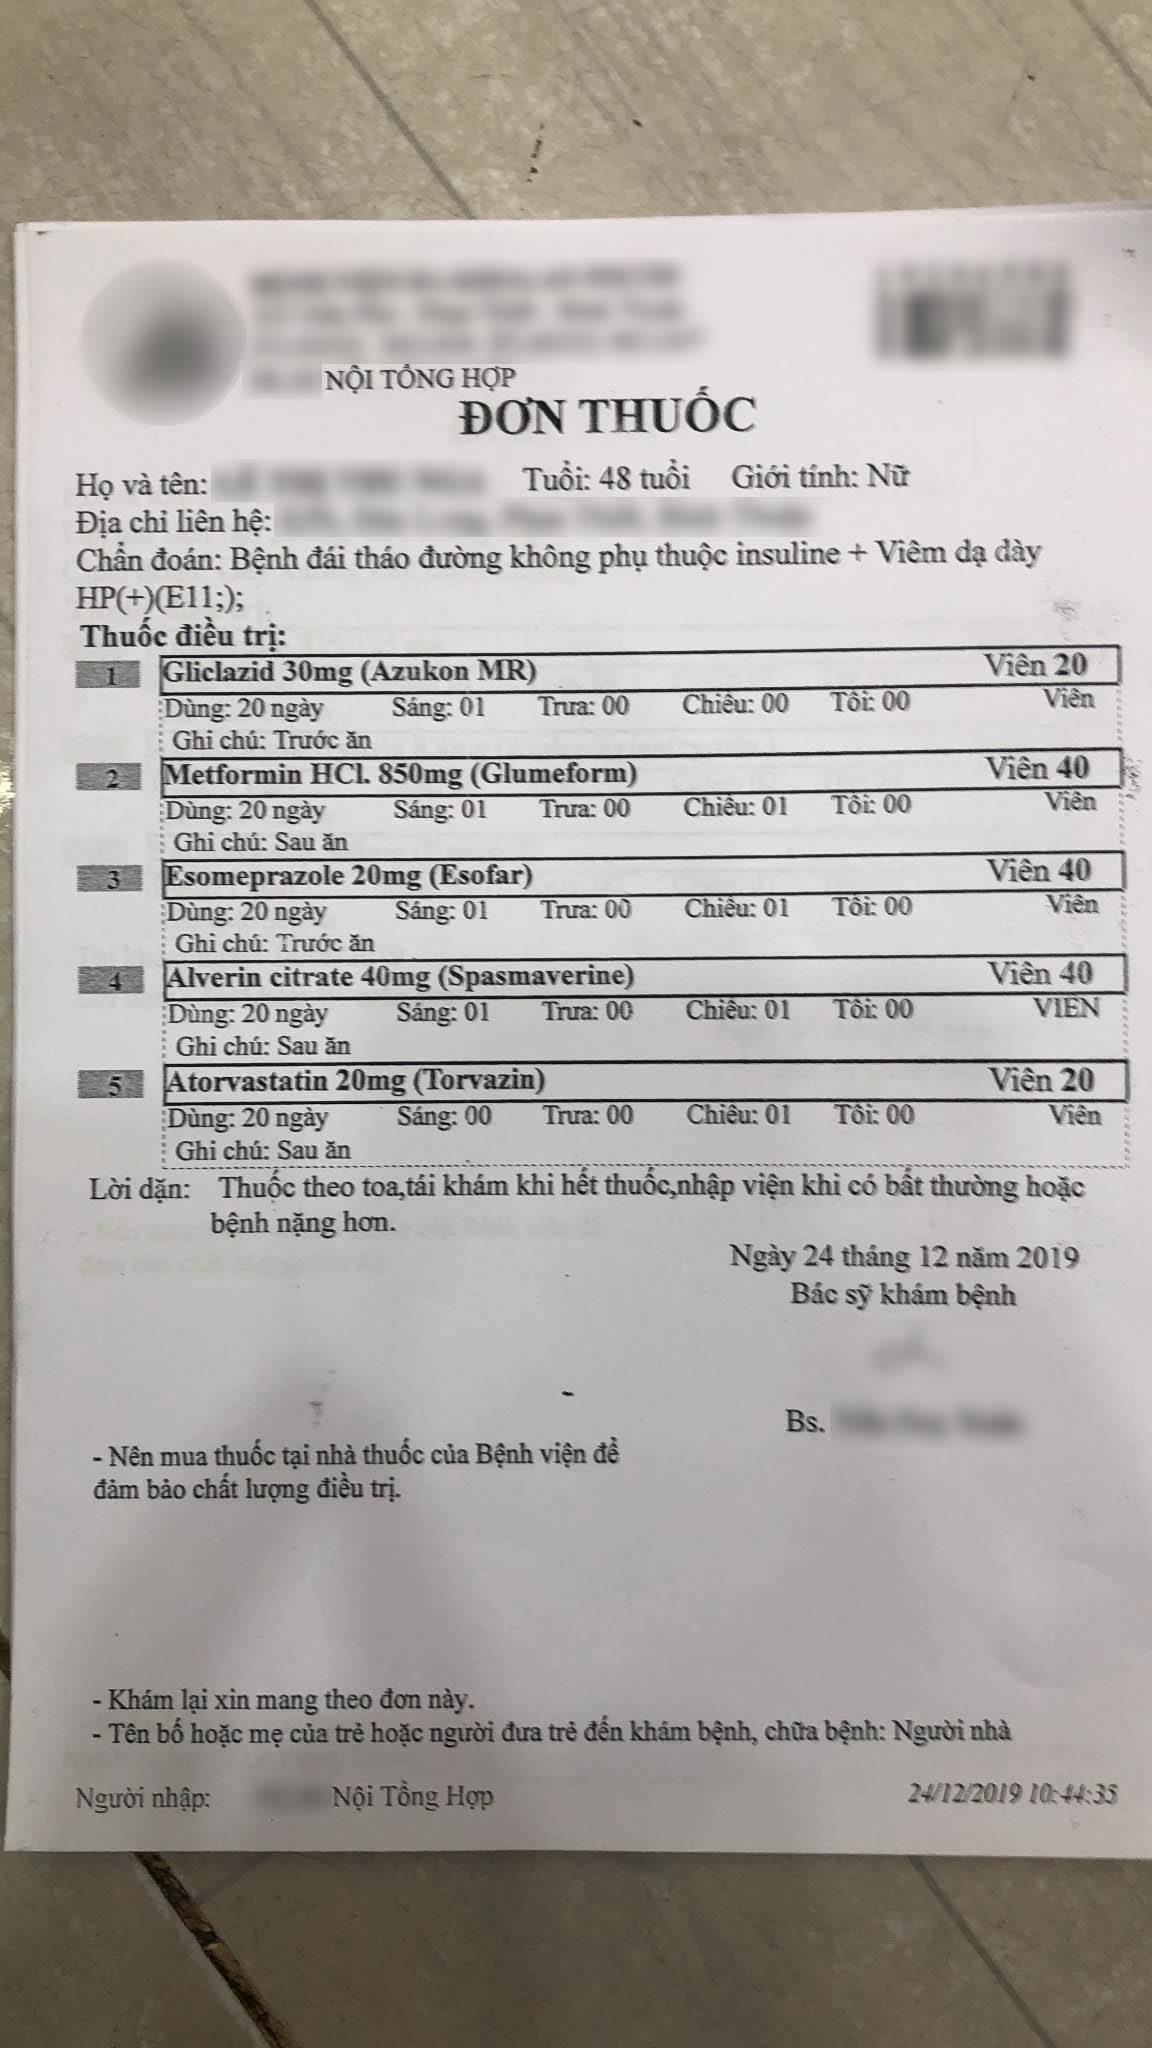 NỘI TỔNG HỢP
ĐƠN THUỐC
Họ và tên: Tuổi: 48 tuổi Giới tính: Nữ
Địa chỉ liên hệ:
Chẩn đoán: Bệnh đái tháo đường không phụ thuộc insuline + Viêm dạ dày
HP(+)(E11;);
Thuốc điều trị:
1 Gliclazid 30mg (Azukon MR) Viên 20
Dùng: 20 ngày Sáng: 01 Trưa: 00 Chiều: 00 Tối: 00 Viên
Ghi chú: Trước ăn
2 Metformin HCl. 850mg (Glumeform) Viên 40
Dùng: 20 ngày Sáng: 01 Trưa: 00 Chiều: 01 Tối: 00 Viên
Ghi chú: Sau ăn
3 Esomeprazole 20mg (Esofar) Viên 40
Dùng: 20 ngày Sáng: 01 Trưa: 00 Chiều: 01 Tối: 00 Viên
Ghi chú: Trước ăn
4 Alverin citrate 40mg (Spasmaverine) Viên 40
Dùng: 20 ngày Sáng: 01 Trưa: 00 Chiều: 01 Tối: 00 VIÊN
Ghi chú: Sau ăn
5 Atorvastatin 20mg (Torvazin) Viên 20
Dùng: 20 ngày Sáng: 00 Trưa: 00 Chiều: 01 Tối: 00 Viên
Ghi chú: Sau ăn
Lời dặn: Thuốc theo toa,tái khám khi hết thuốc,nhập viện khi có bất thường hoặc
bệnh nặng hơn.
Ngày 24 tháng 12 năm 2019
Bác sỹ khám bệnh
Bs.
- Nên mua thuốc tại nhà thuốc của Bệnh viện để
đảm bảo chất lượng điều trị.
- Khám lại xin mang theo đơn này.
- Tên bố hoặc mẹ của trẻ hoặc người đưa trẻ đến khám bệnh, chữa bệnh: Người nhà
Người nhập: Nội Tổng Hợp 24/12/2019 10:44:35